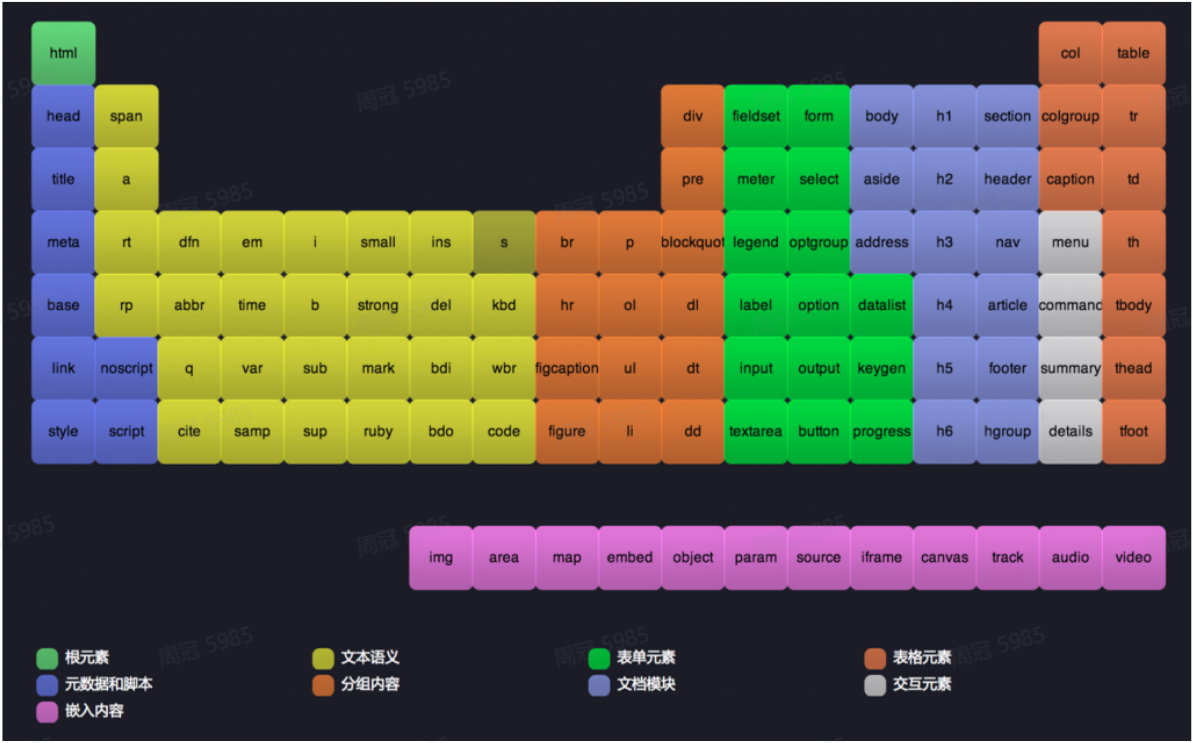 html col table
head span div fieldset form body h1 section colgroup tr
title a pre meter select aside h2 header caption td
meta rt dfn em i small ins s br p blockquot legend optgroup address h3 nav menu th
base rp abbr time b strong del kbd hr ol dl label option datalist h4 article command tbody
link noscript q var sub mark bdi wbr figcaption ul dt input output keygen h5 footer summary thead
style script cite samp sup ruby bdo code figure li dd textarea button progress h6 hgroup details tfoot
img area map embed object param source iframe canvas track audio video
根元素 文本语义 表单元素 表格元素
元数据和脚本 分组内容 文档模块 交互元素
嵌入内容
周冠 5985